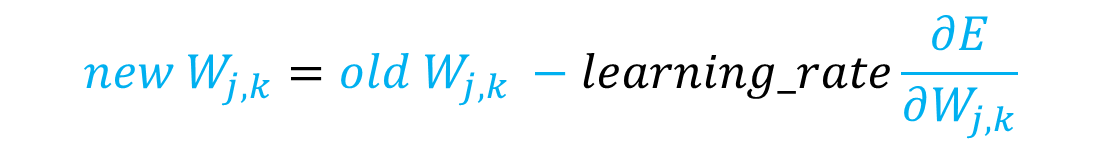 new W_{j,k} = old W_{j,k} − learning_rate ∂E/∂W_{j,k}